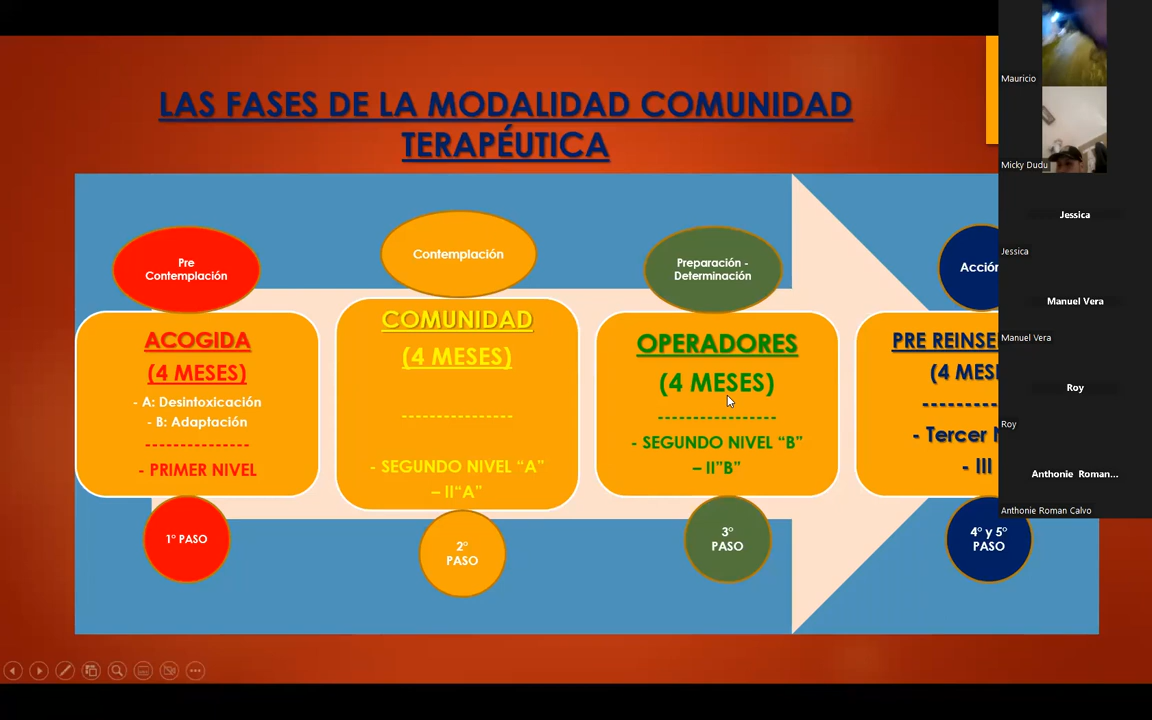 LAS FASES DE LA MODALIDAD COMUNIDAD
TERAPÉUTICA
Pre
Contemplación
ACOGIDA
(4 MESES)
- A: Desintoxicación
- B: Adaptación
------------------
- PRIMER NIVEL
1° PASO
Contemplación
COMUNIDAD
(4 MESES)
-------------------
- SEGUNDO NIVEL "A"
– II"A"
2°
PASO
Preparación -
Determinación
OPERADORES
(4 MESES)
------------------
- SEGUNDO NIVEL "B"
– II"B"
3°
PASO
Acción
PRE REINSE
(4 MES
- Tercer
- III
4° y 5°
PASO
Mauricio
Micky Dudu
Jessica
Jessica
Manuel Vera
Manuel Vera
Roy
Roy
Anthonie Roman...
Anthonie Roman Calvo